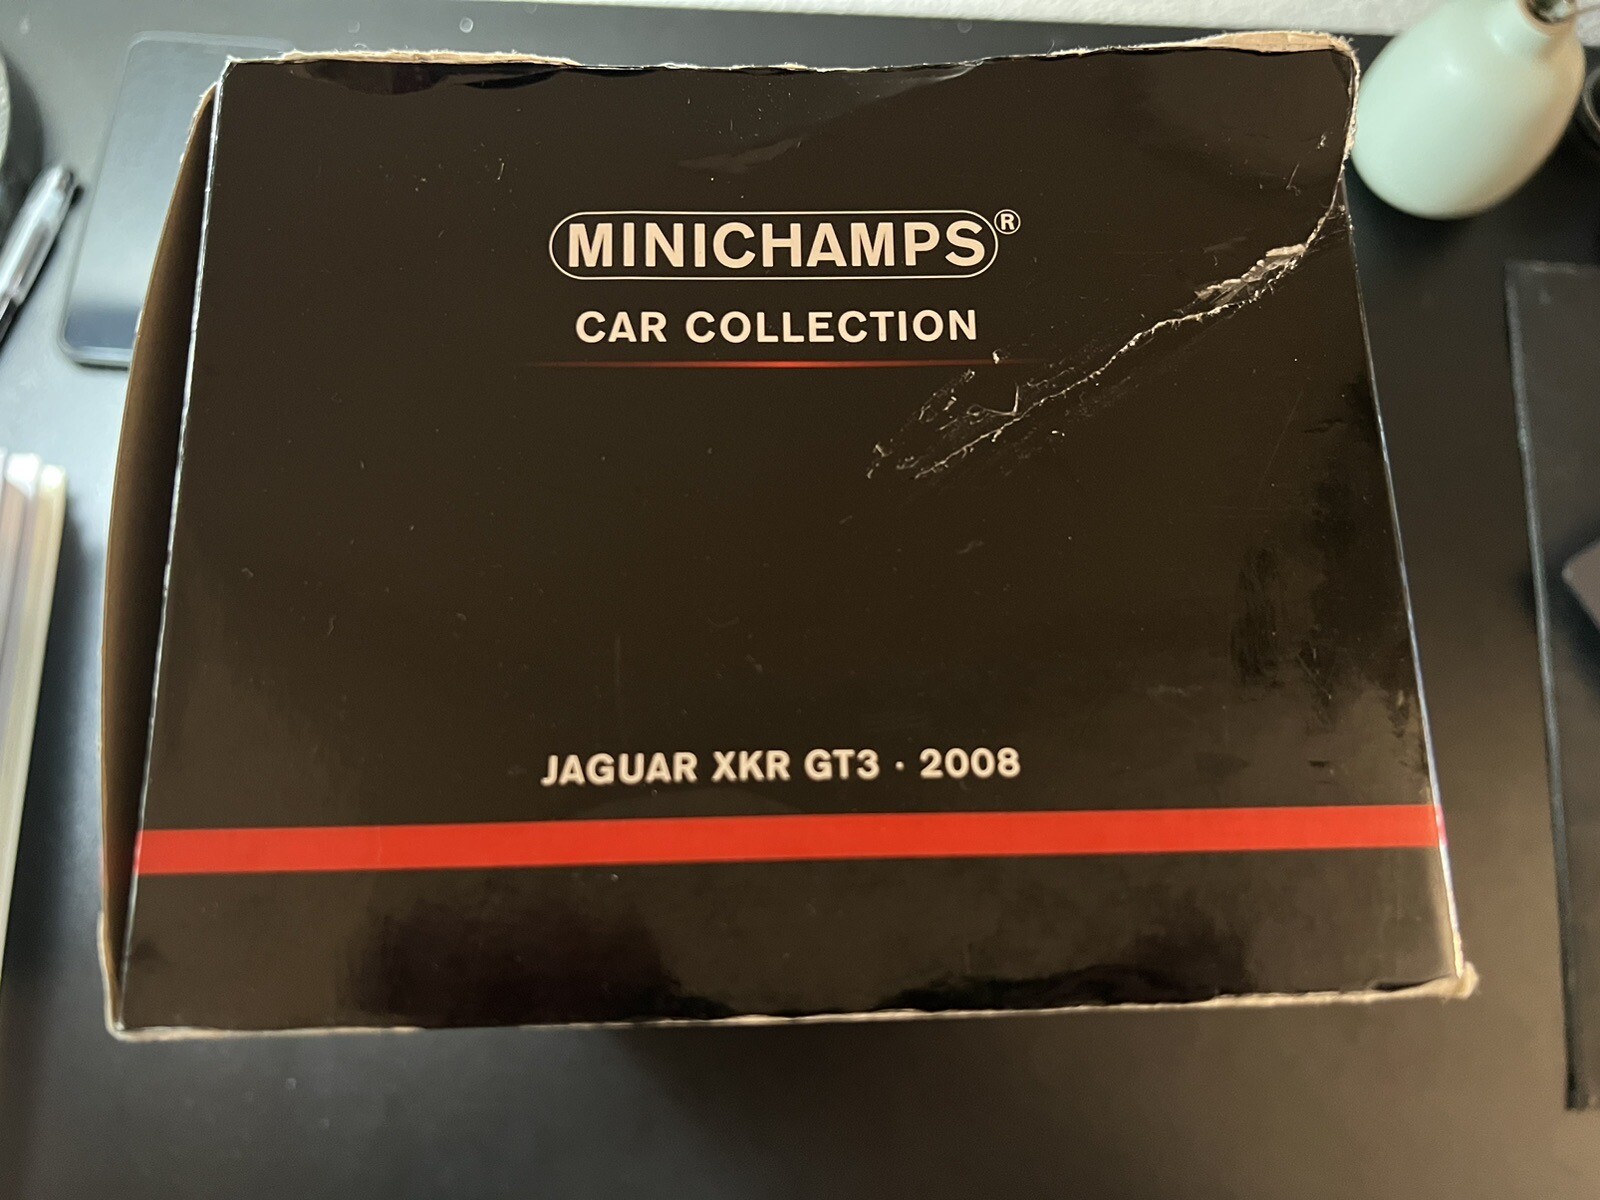 MINICHAMPS®
CAR COLLECTION
JAGUAR XKR GT3 · 2008